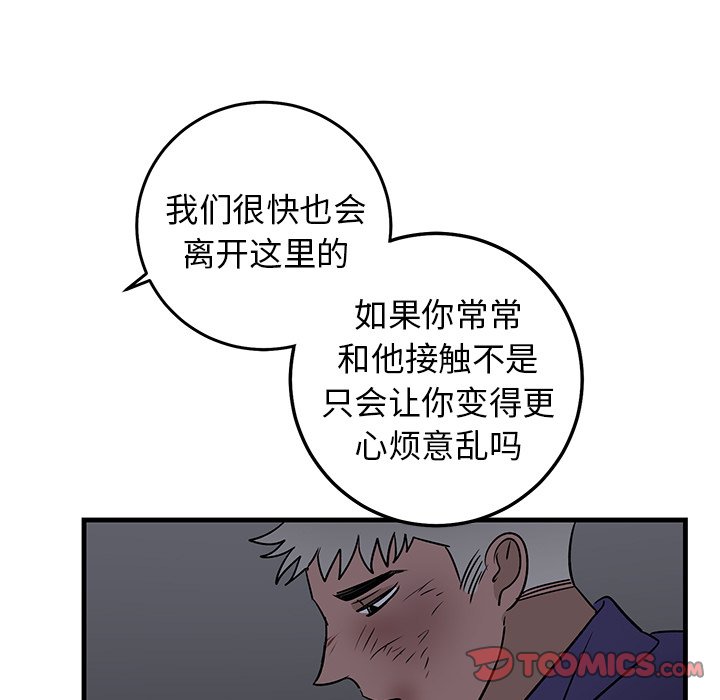 我们很快也会
离开这里的
如果你常常
和他接触不是
只会让你变得更
心烦意乱吗
TOOMICS.COM